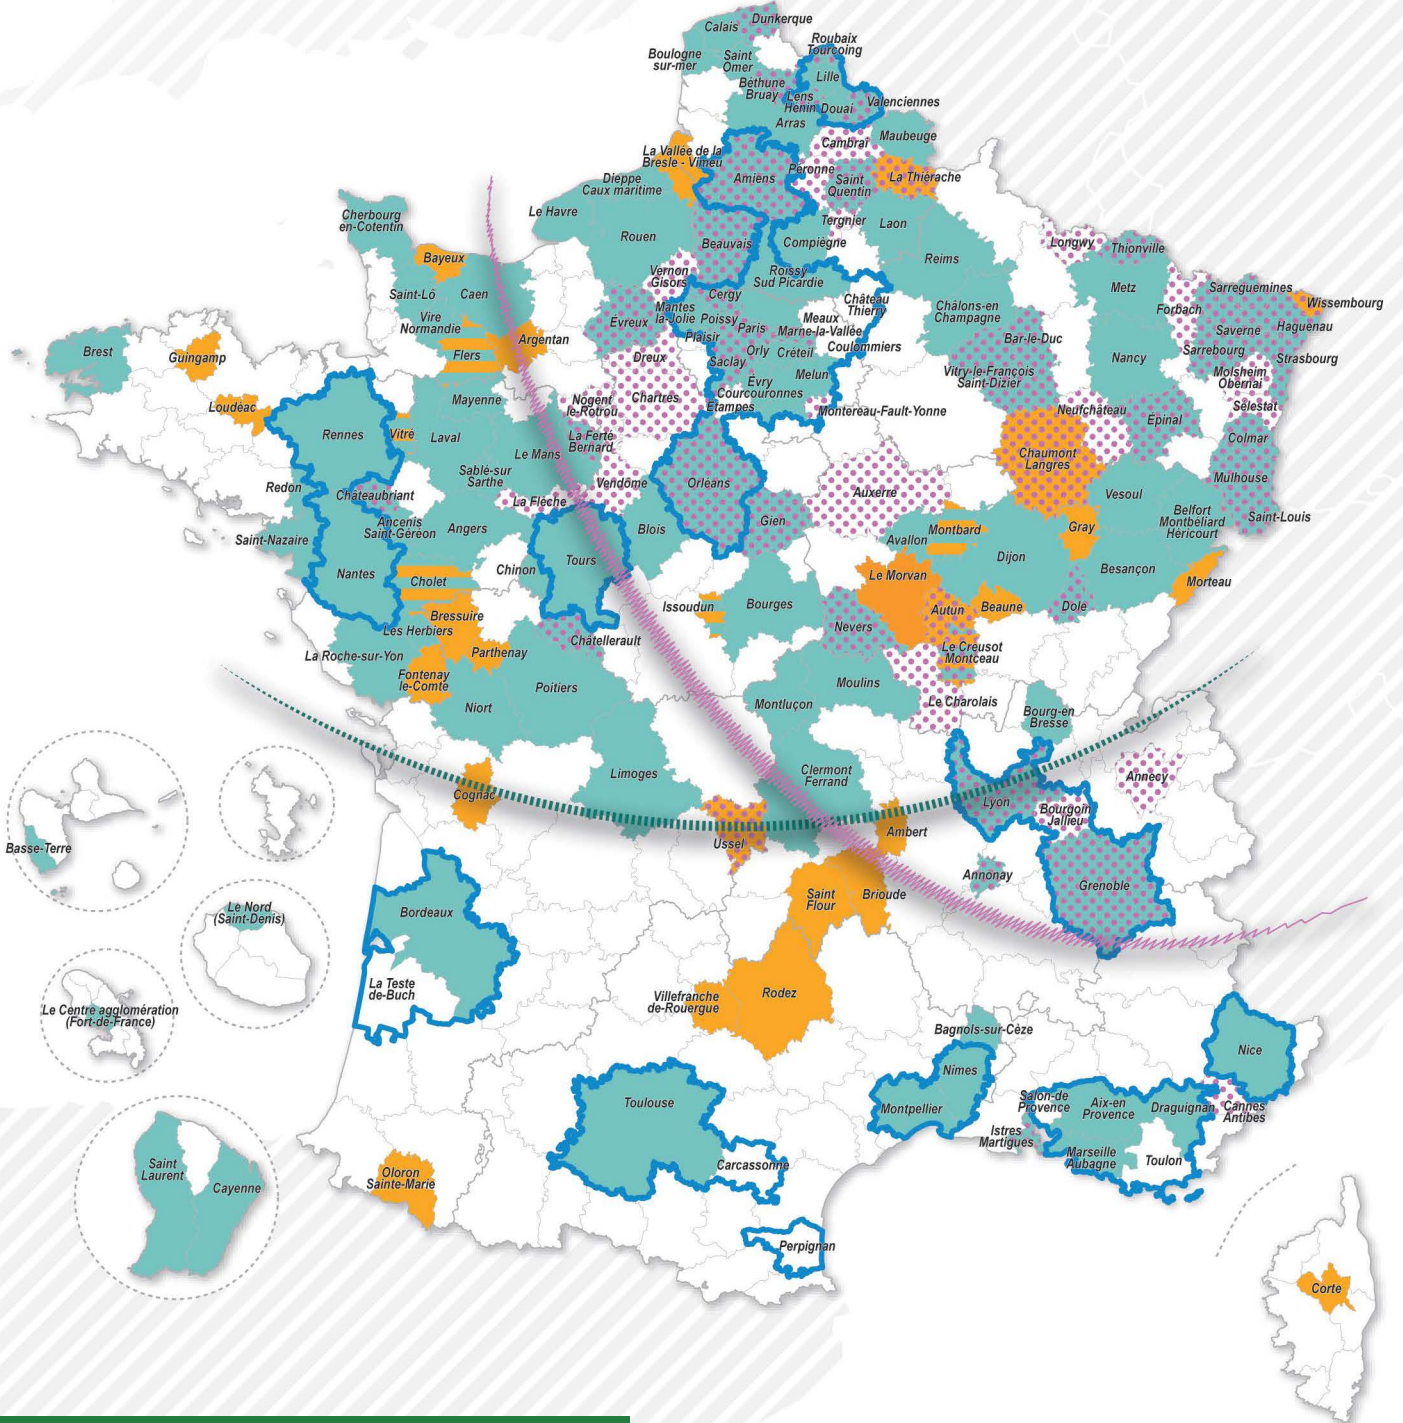 Dunkerque
Calais
Roubaix
Tourcoing
Boulogne
sur-mer
Saint
Omer
Lille
Béthune
Bruay
Lens
Hénin
Douai
Valenciennes
Arras
Maubeuge
Cambrai
La Vallée de la
Bresle - Vimeu
Péronne
Amiens
Saint
Quentin
La Thiérache
Dieppe
Caux maritime
Cherbourg
en-Cotentin
Le Havre
Tergnier
Laon
Rouen
Beauvais
Compiègne
Longwy
Thionville
Bayeux
Reims
Vernon
Gisors
Roissy
Sud Picardie
Metz
Sarreguemines
Saint-Lô
Caen
Cergy
Château
Thierry
Wissembourg
Mantes
la-Jolie
Forbach
Châlons-en
Champagne
Vire
Normandie
Évreux
Poissy
Paris
Meaux
Marne-la-Vallée
Haguenau
Saverne
Plaisir
Bar-le-Duc
Argentan
Coulommiers
Sarrebourg
Strasbourg
Brest
Guingamp
Flers
Dreux
Saclay
Orly
Créteil
Nancy
Vitry-le-François
Saint-Dizier
Molsheim
Obernai
Melun
Évry
Courcouronnes
Mayenne
Nogent
le-Rotrou
Chartres
Étampes
Montereau-Fault-Yonne
Neufchâteau
Sélestat
Loudéac
Épinal
Rennes
Vitré
Laval
La Ferté
Bernard
Colmar
Le Mans
Chaumont
Langres
Sablé-sur
Sarthe
Vendôme
Orléans
Mulhouse
Redon
Châteaubriant
Auxerre
Vesoul
La Flèche
Saint-Louis
Ancenis
Saint-Géréon
Angers
Blois
Gien
Belfort
Montbéliard
Héricourt
Saint-Nazaire
Montbard
Gray
Avallon
Dijon
Nantes
Chinon
Tours
Cholet
Le Morvan
Besançon
Morteau
Issoudun
Bourges
Autun
Beaune
Dole
Bressuire
Les Herbiers
Nevers
Châtellerault
Parthenay
Le Creusot
Montceau
La Roche-sur-Yon
Fontenay
le-Comte
Poitiers
Moulins
Niort
Montluçon
Le Charolais
Bourg-en
Bresse
Limoges
Clermont
Ferrand
Annecy
Cognac
Lyon
Bourgoin
Jallieu
Basse-Terre
Ussel
Ambert
Annonay
Grenoble
Saint
Flour
Brioude
Le Nord
(Saint-Denis)
Bordeaux
La Teste
de-Buch
Villefranche
de-Rouergue
Rodez
Le Centre agglomération
(Fort-de-France)
Bagnols-sur-Cèze
Nice
Nîmes
Toulouse
Montpellier
Salon-de
Provence
Aix-en
Provence
Draguignan
Cannes
Antibes
Istres
Martigues
Marseille
Aubagne
Toulon
Carcassonne
Saint
Laurent
Cayenne
Oloron
Sainte-Marie
Perpignan
Corte